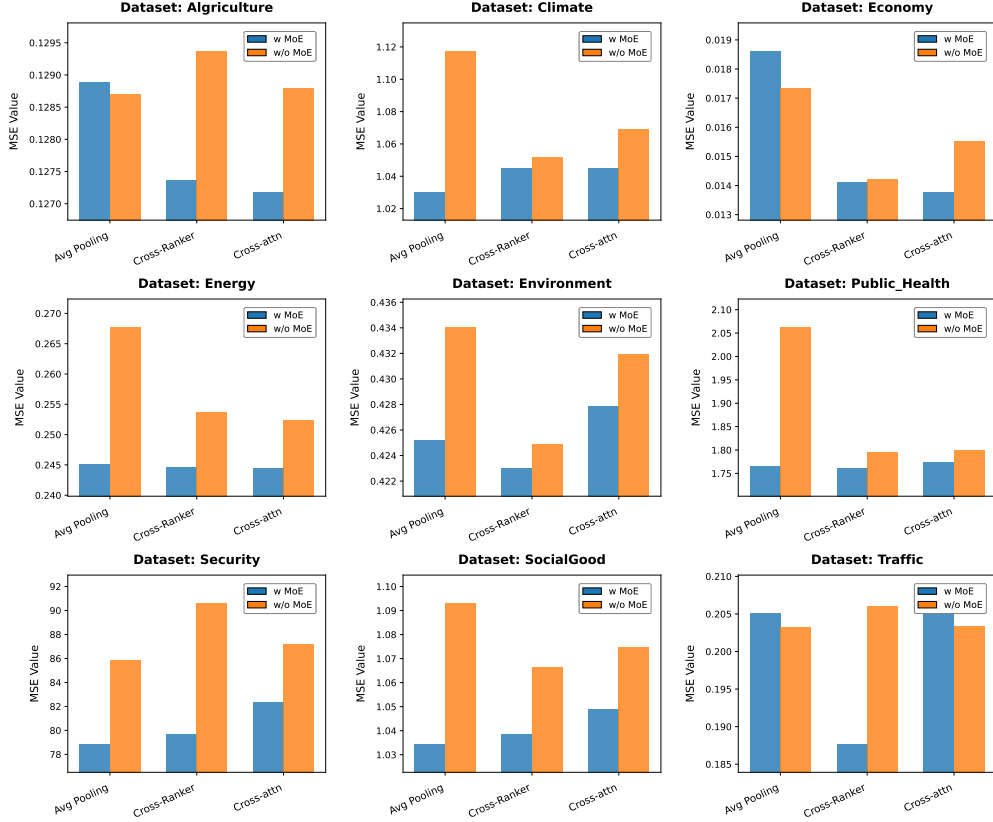 Dataset: Algriculture
MSE Value
0.1295
0.1290
0.1285
0.1280
0.1275
0.1270
w MoE
w/o MoE
Avg Pooling
Cross-Ranker
Cross-attn
Dataset: Climate
MSE Value
1.12
1.10
1.08
1.06
1.04
1.02
w MoE
w/o MoE
Avg Pooling
Cross-Ranker
Cross-attn
Dataset: Economy
MSE Value
0.019
0.018
0.017
0.016
0.015
0.014
0.013
w MoE
w/o MoE
Avg Pooling
Cross-Ranker
Cross-attn
Dataset: Energy
MSE Value
0.270
0.265
0.260
0.255
0.250
0.245
0.240
w MoE
w/o MoE
Avg Pooling
Cross-Ranker
Cross-attn
Dataset: Environment
MSE Value
0.436
0.434
0.432
0.430
0.428
0.426
0.424
0.422
w MoE
w/o MoE
Avg Pooling
Cross-Ranker
Cross-attn
Dataset: Public_Health
MSE Value
2.10
2.05
2.00
1.95
1.90
1.85
1.80
1.75
w MoE
w/o MoE
Avg Pooling
Cross-Ranker
Cross-attn
Dataset: Security
MSE Value
92
90
88
86
84
82
80
78
w MoE
w/o MoE
Avg Pooling
Cross-Ranker
Cross-attn
Dataset: SocialGood
MSE Value
1.10
1.09
1.08
1.07
1.06
1.05
1.04
1.03
w MoE
w/o MoE
Avg Pooling
Cross-Ranker
Cross-attn
Dataset: Traffic
MSE Value
0.210
0.205
0.200
0.195
0.190
0.185
w MoE
w/o MoE
Avg Pooling
Cross-Ranker
Cross-attn